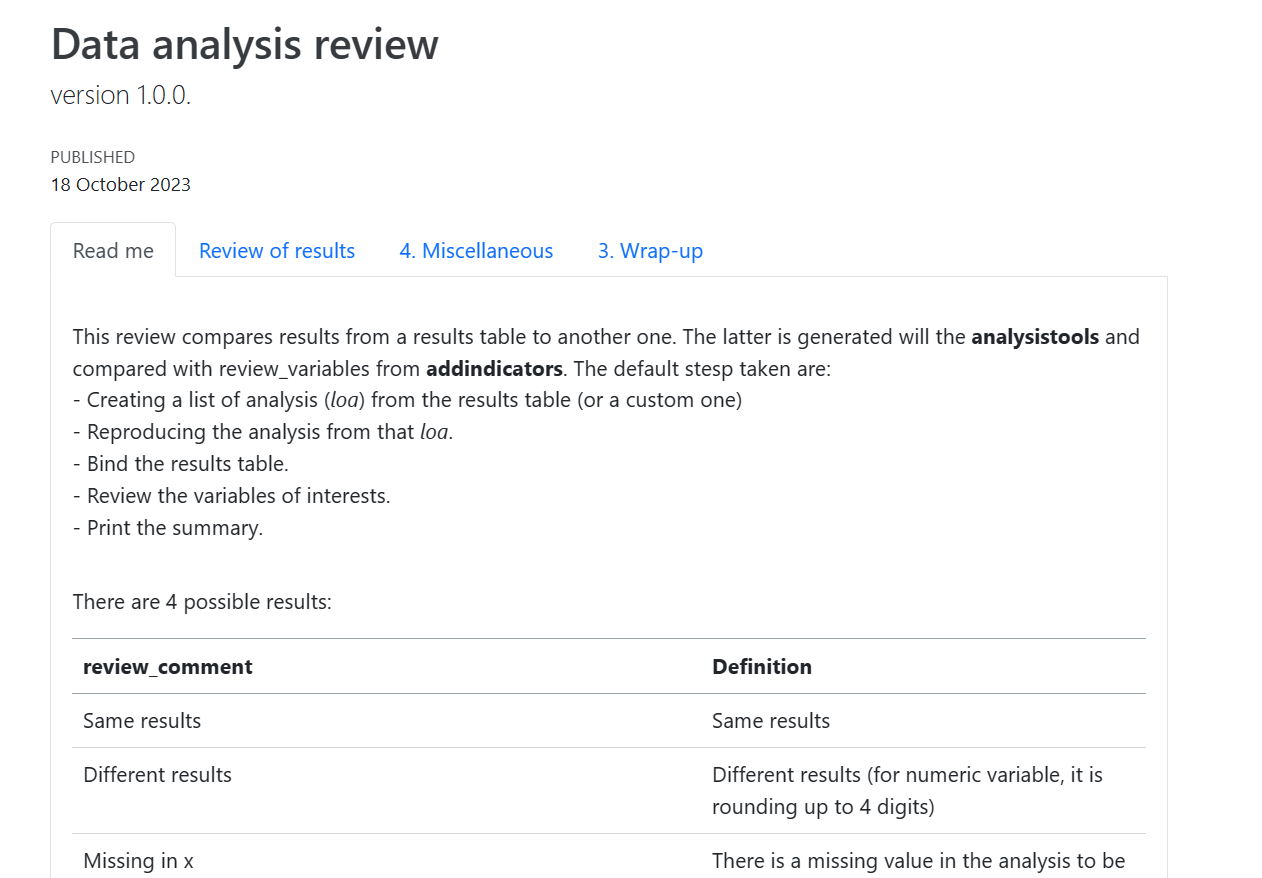 Data analysis review
version 1.0.0.
PUBLISHED
18 October 2023
Read me
Review of results
4. Miscellaneous
3. Wrap-up
This review compares results from a results table to another one. The latter is generated will the analysistools and
compared with review_variables from addindicators. The default stesp taken are:
- Creating a list of analysis (loa) from the results table (or a custom one)
- Reproducing the analysis from that loa.
- Bind the results table.
- Review the variables of interests.
- Print the summary.
There are 4 possible results:
review_comment Definition
Same results Same results
Different results Different results (for numeric variable, it is
rounding up to 4 digits)
Missing in x There is a missing value in the analysis to be